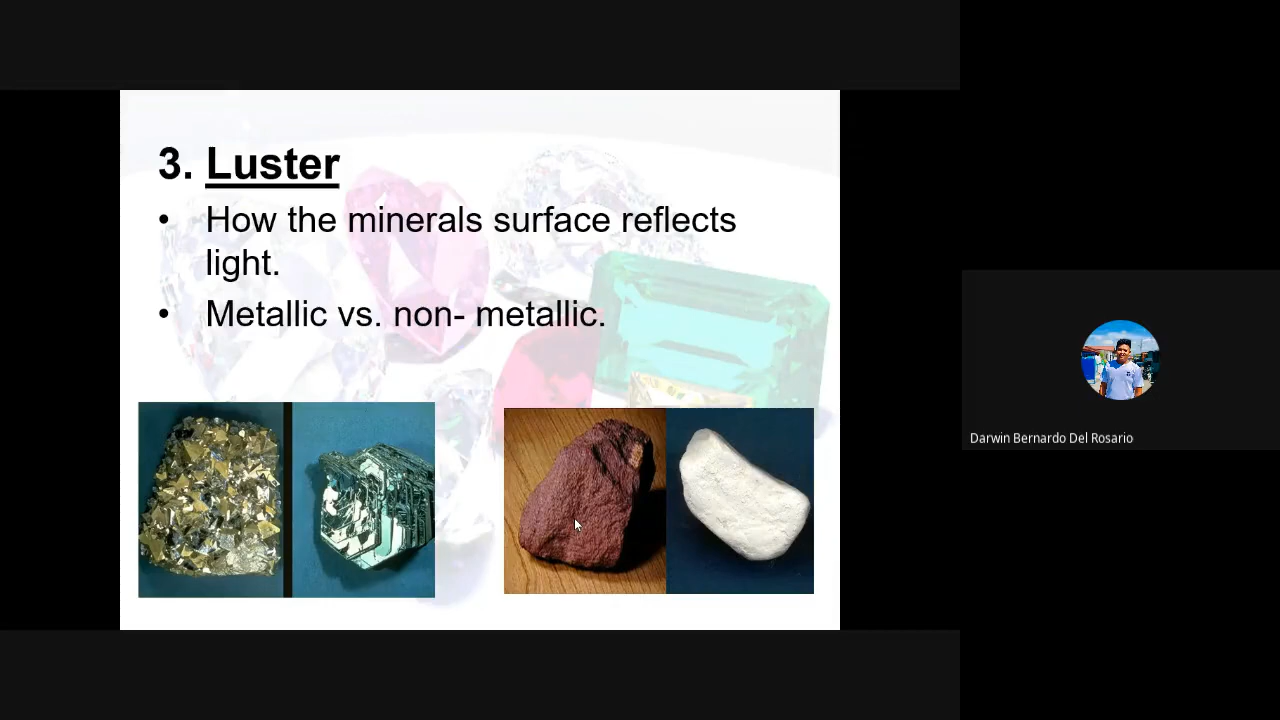 3. Luster
• How the minerals surface reflects
light.
• Metallic vs. non- metallic.
Darwin Bernardo Del Rosario